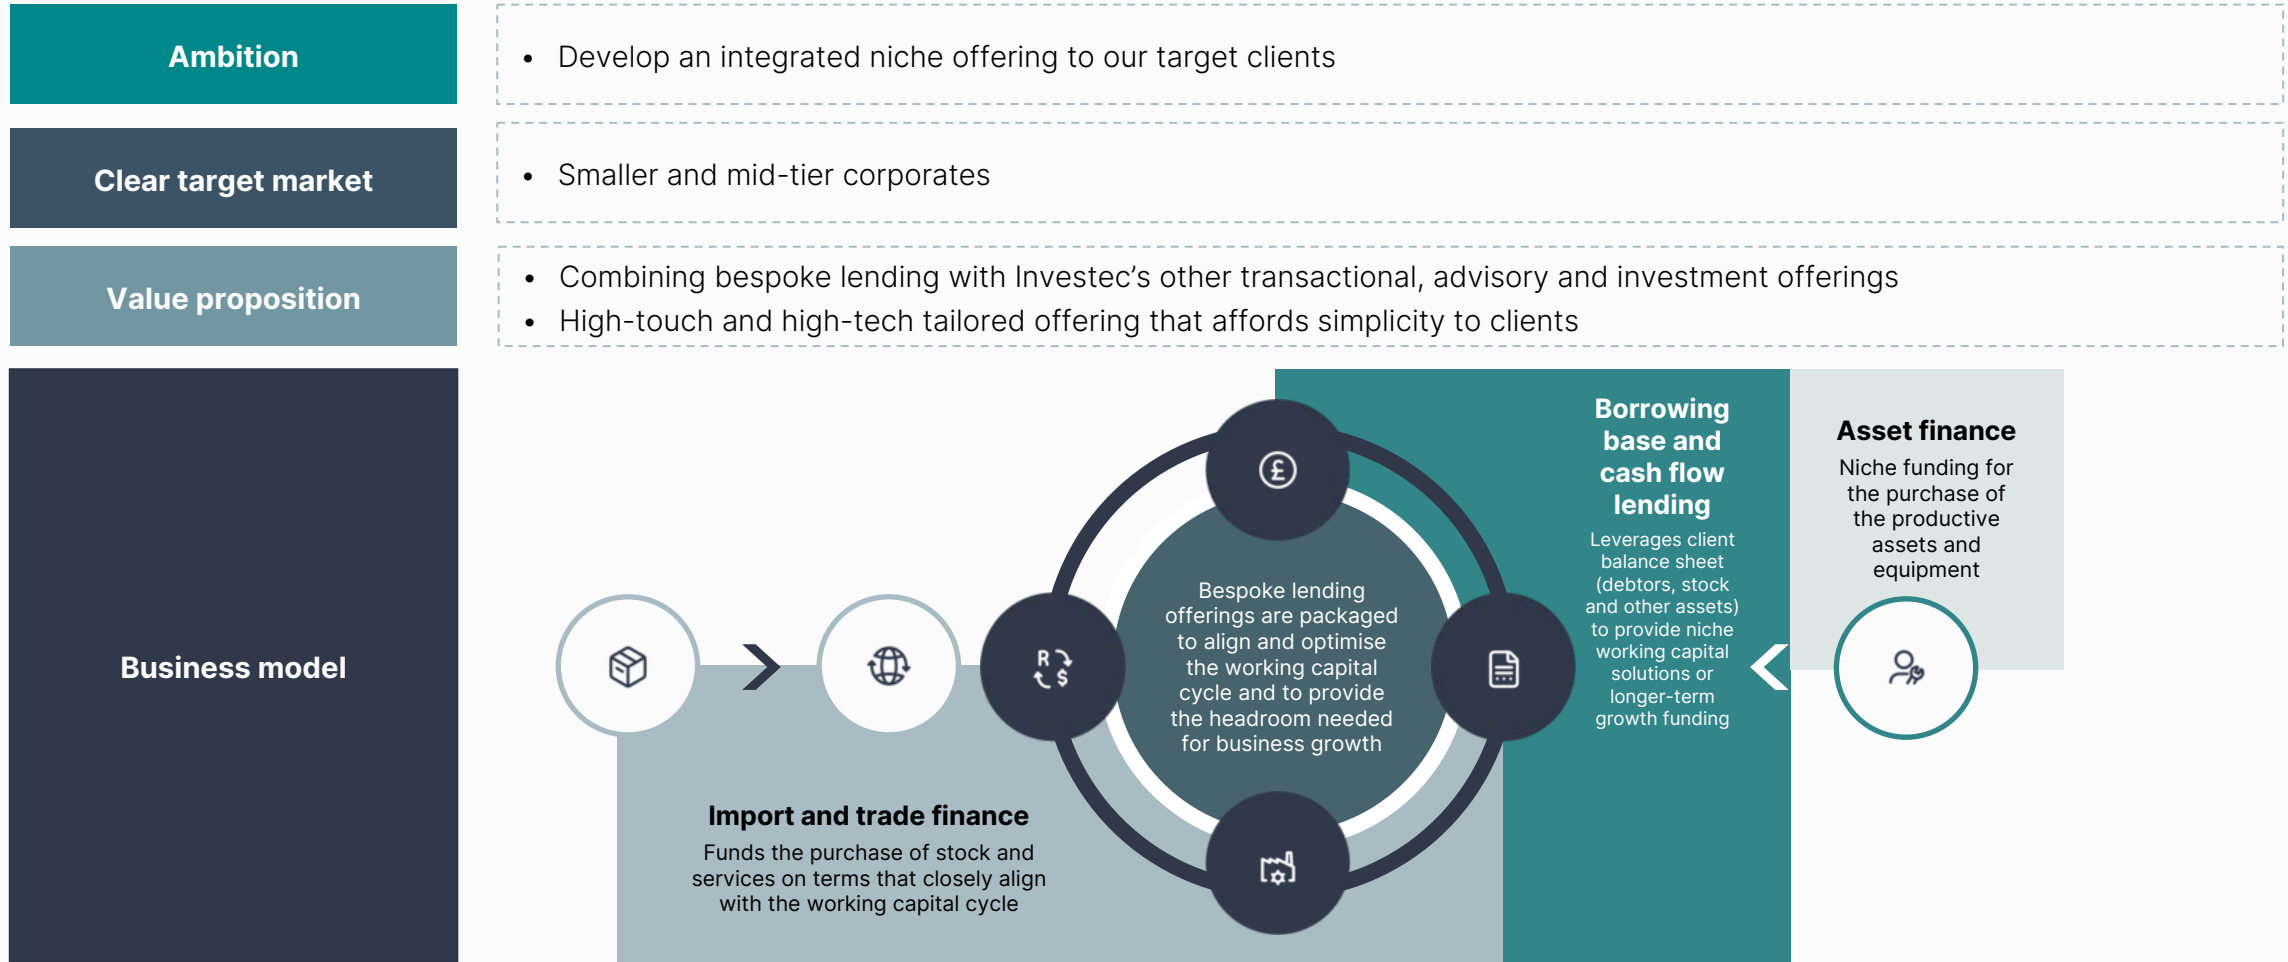 Ambition
• Develop an integrated niche offering to our target clients
Clear target market
• Smaller and mid-tier corporates
Value proposition
• Combining bespoke lending with Investec’s other transactional, advisory and investment offerings
• High-touch and high-tech tailored offering that affords simplicity to clients
Business model
£
R
$
Bespoke lending
offerings are packaged
to align and optimise
the working capital
cycle and to provide
the headroom needed
for business growth
Import and trade finance
Funds the purchase of stock and
services on terms that closely align
with the working capital cycle
Borrowing
base and
cash flow
lending
Leverages client
balance sheet
(debtors, stock
and other assets)
to provide niche
working capital
solutions or
longer-term
growth funding
Asset finance
Niche funding for
the purchase of
the productive
assets and
equipment